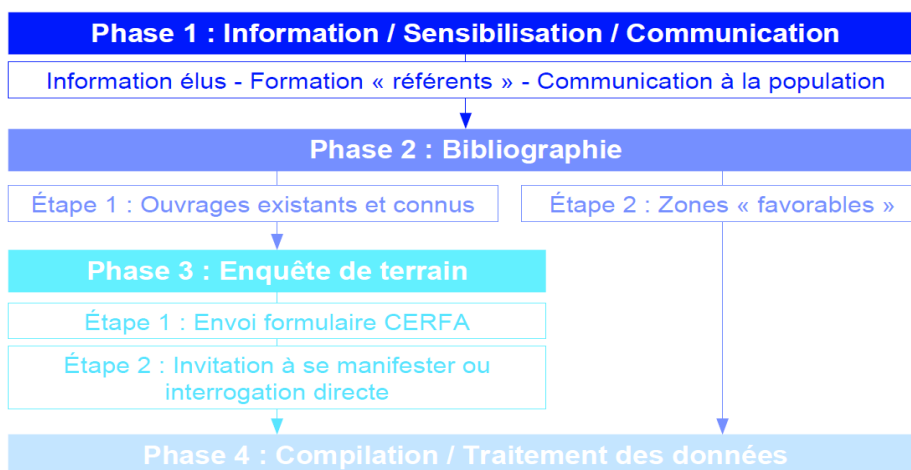 Phase 1 : Information / Sensibilisation / Communication
Information élus - Formation « référents » - Communication à la population
Phase 2 : Bibliographie
Étape 1 : Ouvrages existants et connus
Étape 2 : Zones « favorables »
Phase 3 : Enquête de terrain
Étape 1 : Envoi formulaire CERFA
Étape 2 : Invitation à se manifester ou
interrogation directe
Phase 4 : Compilation / Traitement des données